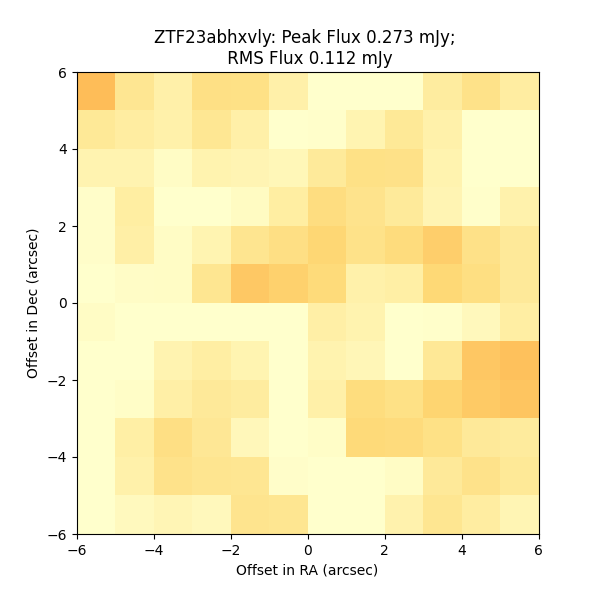 ZTF23abhxvly: Peak Flux 0.273 mJy;
RMS Flux 0.112 mJy
6
4
2
0
−2
−4
−6
Offset in Dec (arcsec)
−6 −4 −2 0 2 4 6
Offset in RA (arcsec)